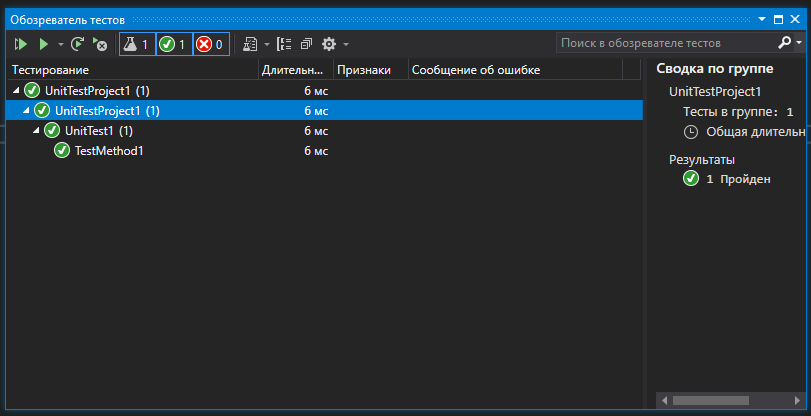 Обозреватель тестов
1 1 0 Поиск в обозревателе тестов
Тестирование Длительн... Признаки Сообщение об ошибке
UnitTestProject1 (1) 6 мс
UnitTestProject1 (1) 6 мс
UnitTest1 (1) 6 мс
TestMethod1 6 мс
Сводка по группе
UnitTestProject1
Тесты в группе: 1
Общая длительн
Результаты
1 Пройден